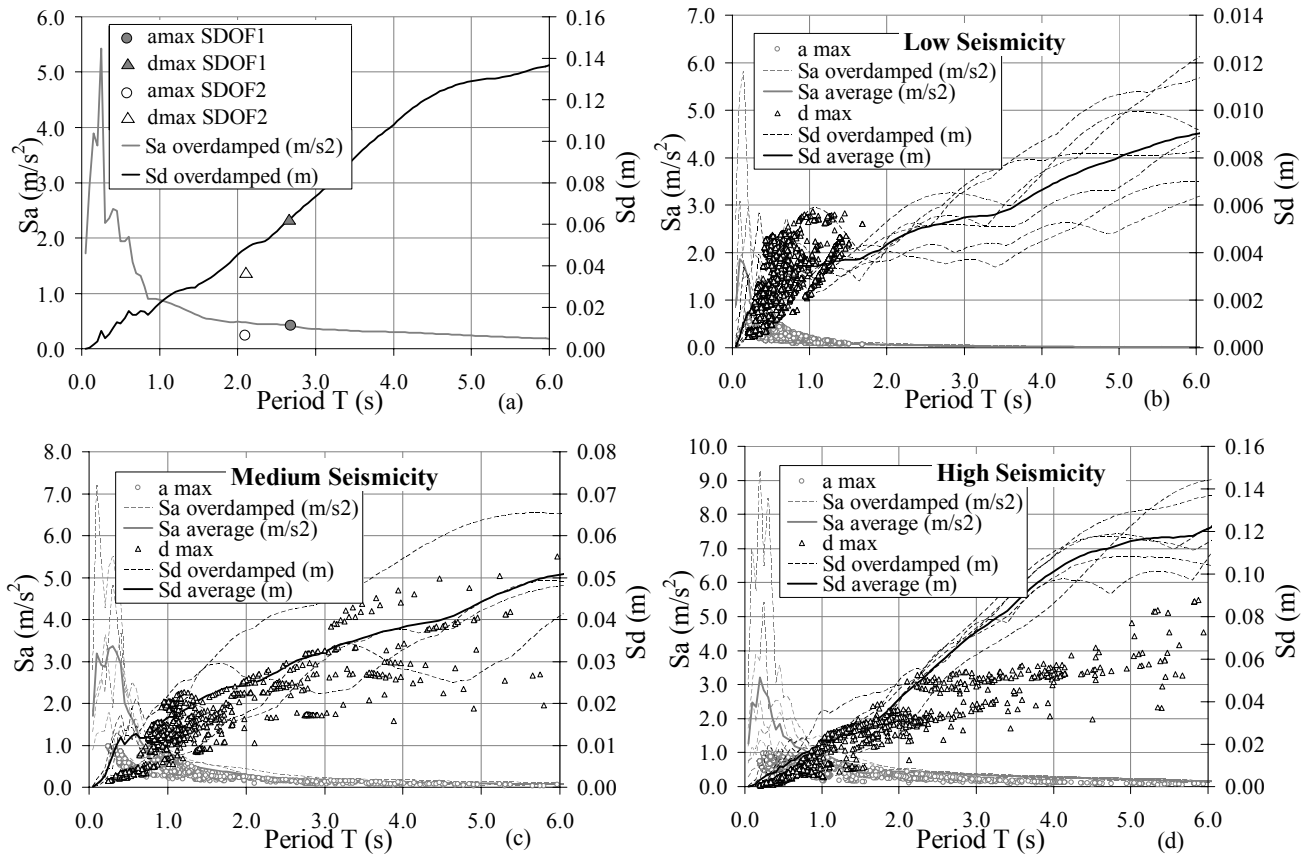 6.0
5.0
4.0
3.0
2.0
1.0
0.0
Sa (m/s²)
amax SDOF1
dmax SDOF1
amax SDOF2
dmax SDOF2
Sa overdamped (m/s2)
Sd overdamped (m)
0.16
0.14
0.12
0.10
0.08
0.06
0.04
0.02
0.00
Sd (m)
0.0 1.0 2.0 3.0 4.0 5.0 6.0
Period T (s)
(a)
7.0
6.0
5.0
4.0
3.0
2.0
1.0
0.0
Sa (m/s²)
Low Seismicity
a max
Sa overdamped (m/s2)
Sa average (m/s2)
d max
Sd overdamped (m)
Sd average (m)
0.014
0.012
0.010
0.008
0.006
0.004
0.002
0.000
Sd (m)
0.0 1.0 2.0 3.0 4.0 5.0 6.0
Period T (s)
(b)
8.0
7.0
6.0
5.0
4.0
3.0
2.0
1.0
0.0
Sa (m/s²)
Medium Seismicity
a max
Sa overdamped (m/s2)
Sa average (m/s2)
d max
Sd overdamped (m)
Sd average (m)
0.08
0.07
0.06
0.05
0.04
0.03
0.02
0.01
0.00
Sd (m)
0.0 1.0 2.0 3.0 4.0 5.0 6.0
Period T (s)
(c)
10.0
9.0
8.0
7.0
6.0
5.0
4.0
3.0
2.0
1.0
0.0
Sa (m/s²)
High Seismicity
a max
Sa overdamped (m/s2)
Sa average (m/s2)
d max
Sd overdamped (m)
Sd average (m)
0.16
0.14
0.12
0.10
0.08
0.06
0.04
0.02
0.00
Sd (m)
0.0 1.0 2.0 3.0 4.0 5.0 6.0
Period T (s)
(d)